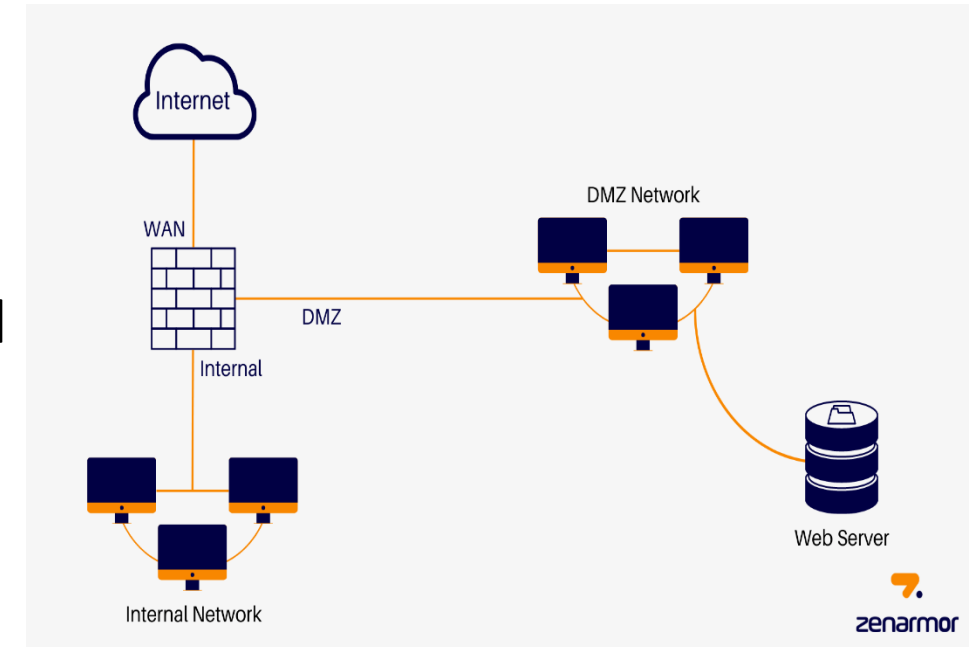 Internet
DMZ Network
WAN
DMZ
Internal
Web Server
Internal Network
zenarmor